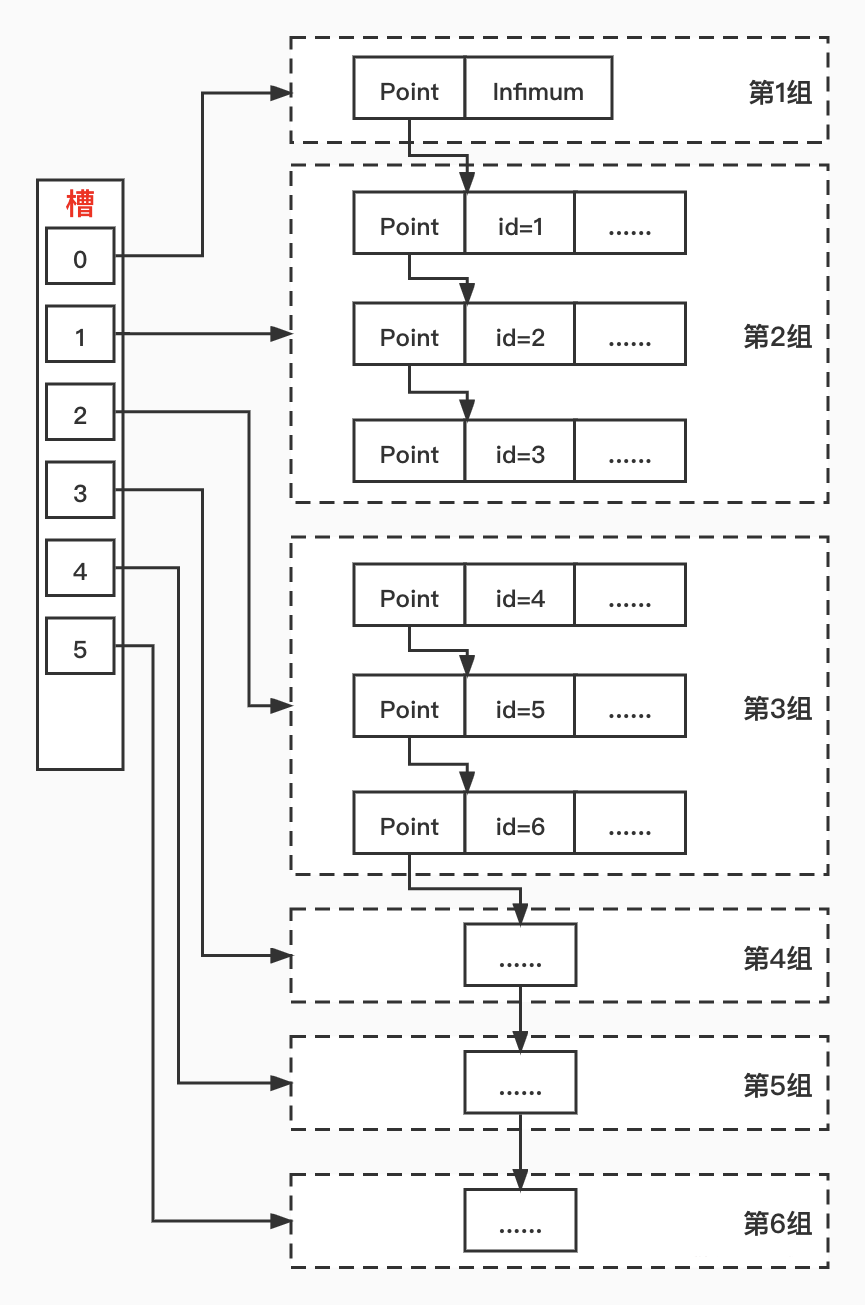 槽
0
1
2
3
4
5
Point Infimum 第1组
Point id=1 ......
Point id=2 ...... 第2组
Point id=3 ......
Point id=4 ......
Point id=5 ...... 第3组
Point id=6 ......
...... 第4组
...... 第5组
...... 第6组